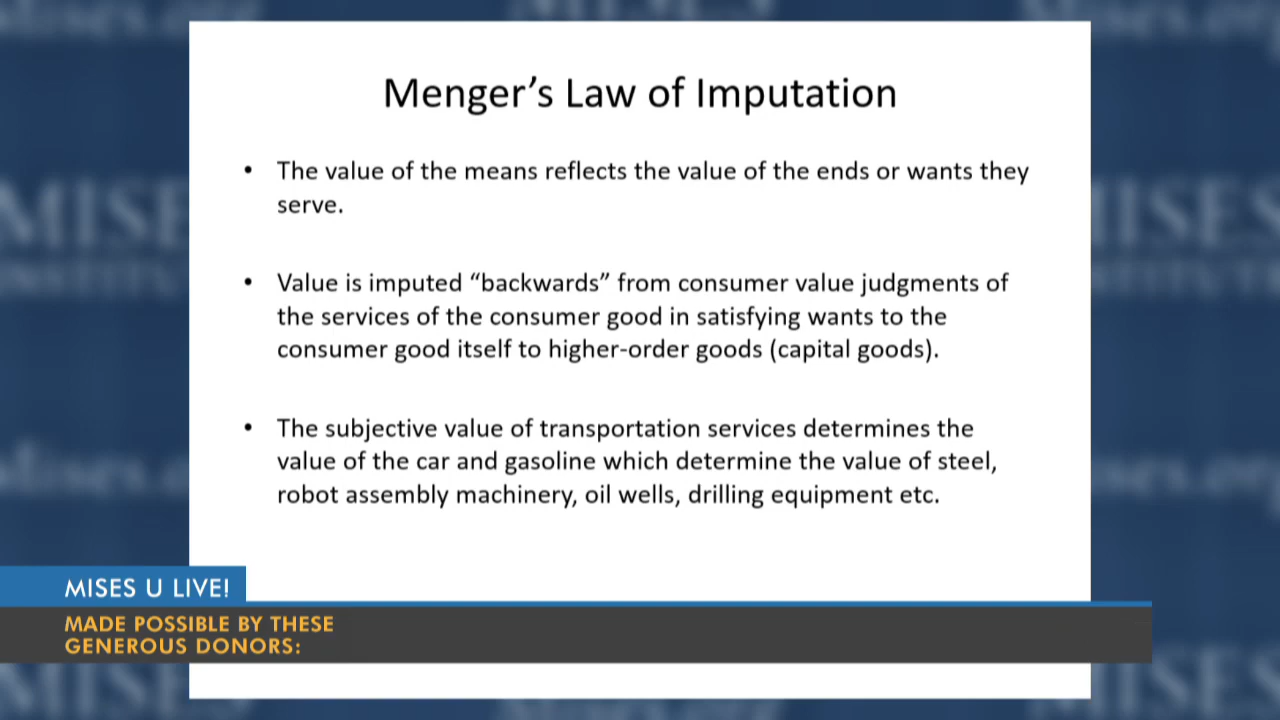 Menger’s Law of Imputation
• The value of the means reflects the value of the ends or wants they
serve.
• Value is imputed “backwards” from consumer value judgments of
the services of the consumer good in satisfying wants to the
consumer good itself to higher-order goods (capital goods).
• The subjective value of transportation services determines the
value of the car and gasoline which determine the value of steel,
robot assembly machinery, oil wells, drilling equipment etc.
MISES U LIVE!
MADE POSSIBLE BY THESE
GENEROUS DONORS: